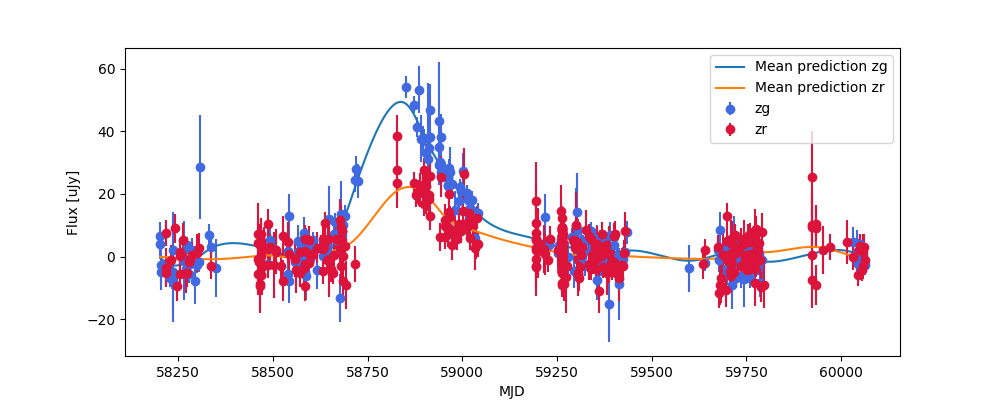 Mean prediction zg
Mean prediction zr
zg
zr
Flux [uJy]
60
40
20
0
−20
58250 58500 58750 59000 59250 59500 59750 60000
MJD